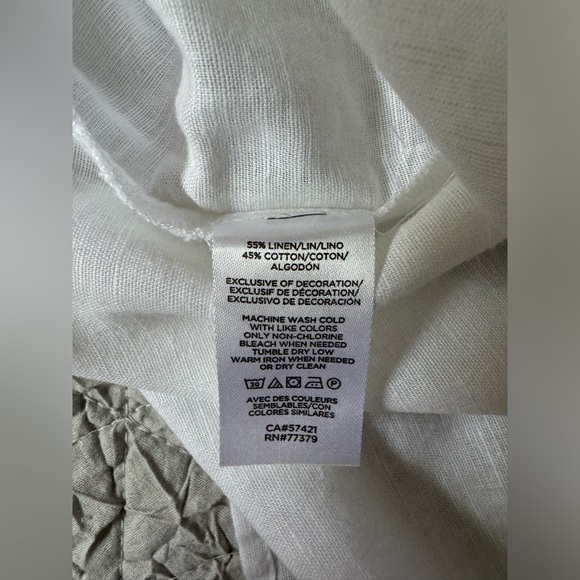 55% LINEN/LIN/LINO
45% COTTON/COTON/
ALGODÓN
EXCLUSIVE OF DECORATION/
EXCLUSIF DE DÉCORATION/
EXCLUSIVO DE DECORACIÓN
MACHINE WASH COLD
WITH LIKE COLORS
ONLY NON-CHLORINE
BLEACH WHEN NEEDED
TUMBLE DRY LOW
WARM IRON WHEN NEEDED
OR DRY CLEAN
30 P
AVEC DES COULEURS
SEMBLABLES/CON
COLORES SIMILARES
CA#57421
RN#77379